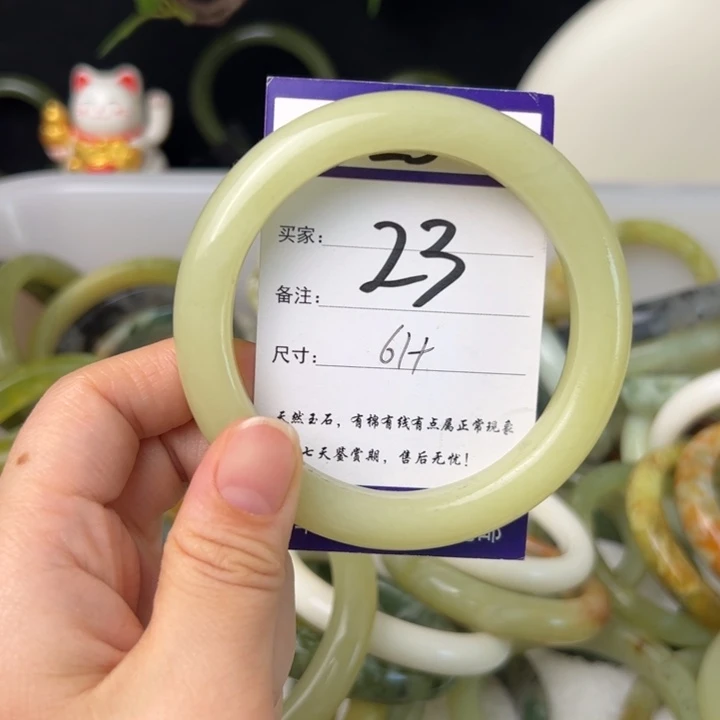 买家：
23
备注：
尺寸： 61+
天然玉石，有棉有线有点属正常现象
七天鉴赏期，售后无忧！